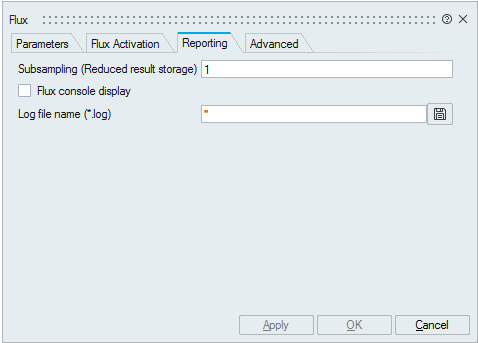 Flux
Parameters
Flux Activation
Reporting
Advanced
Subsampling (Reduced result storage) 1
Flux console display
Log file name (*.log) "
Apply
OK
Cancel